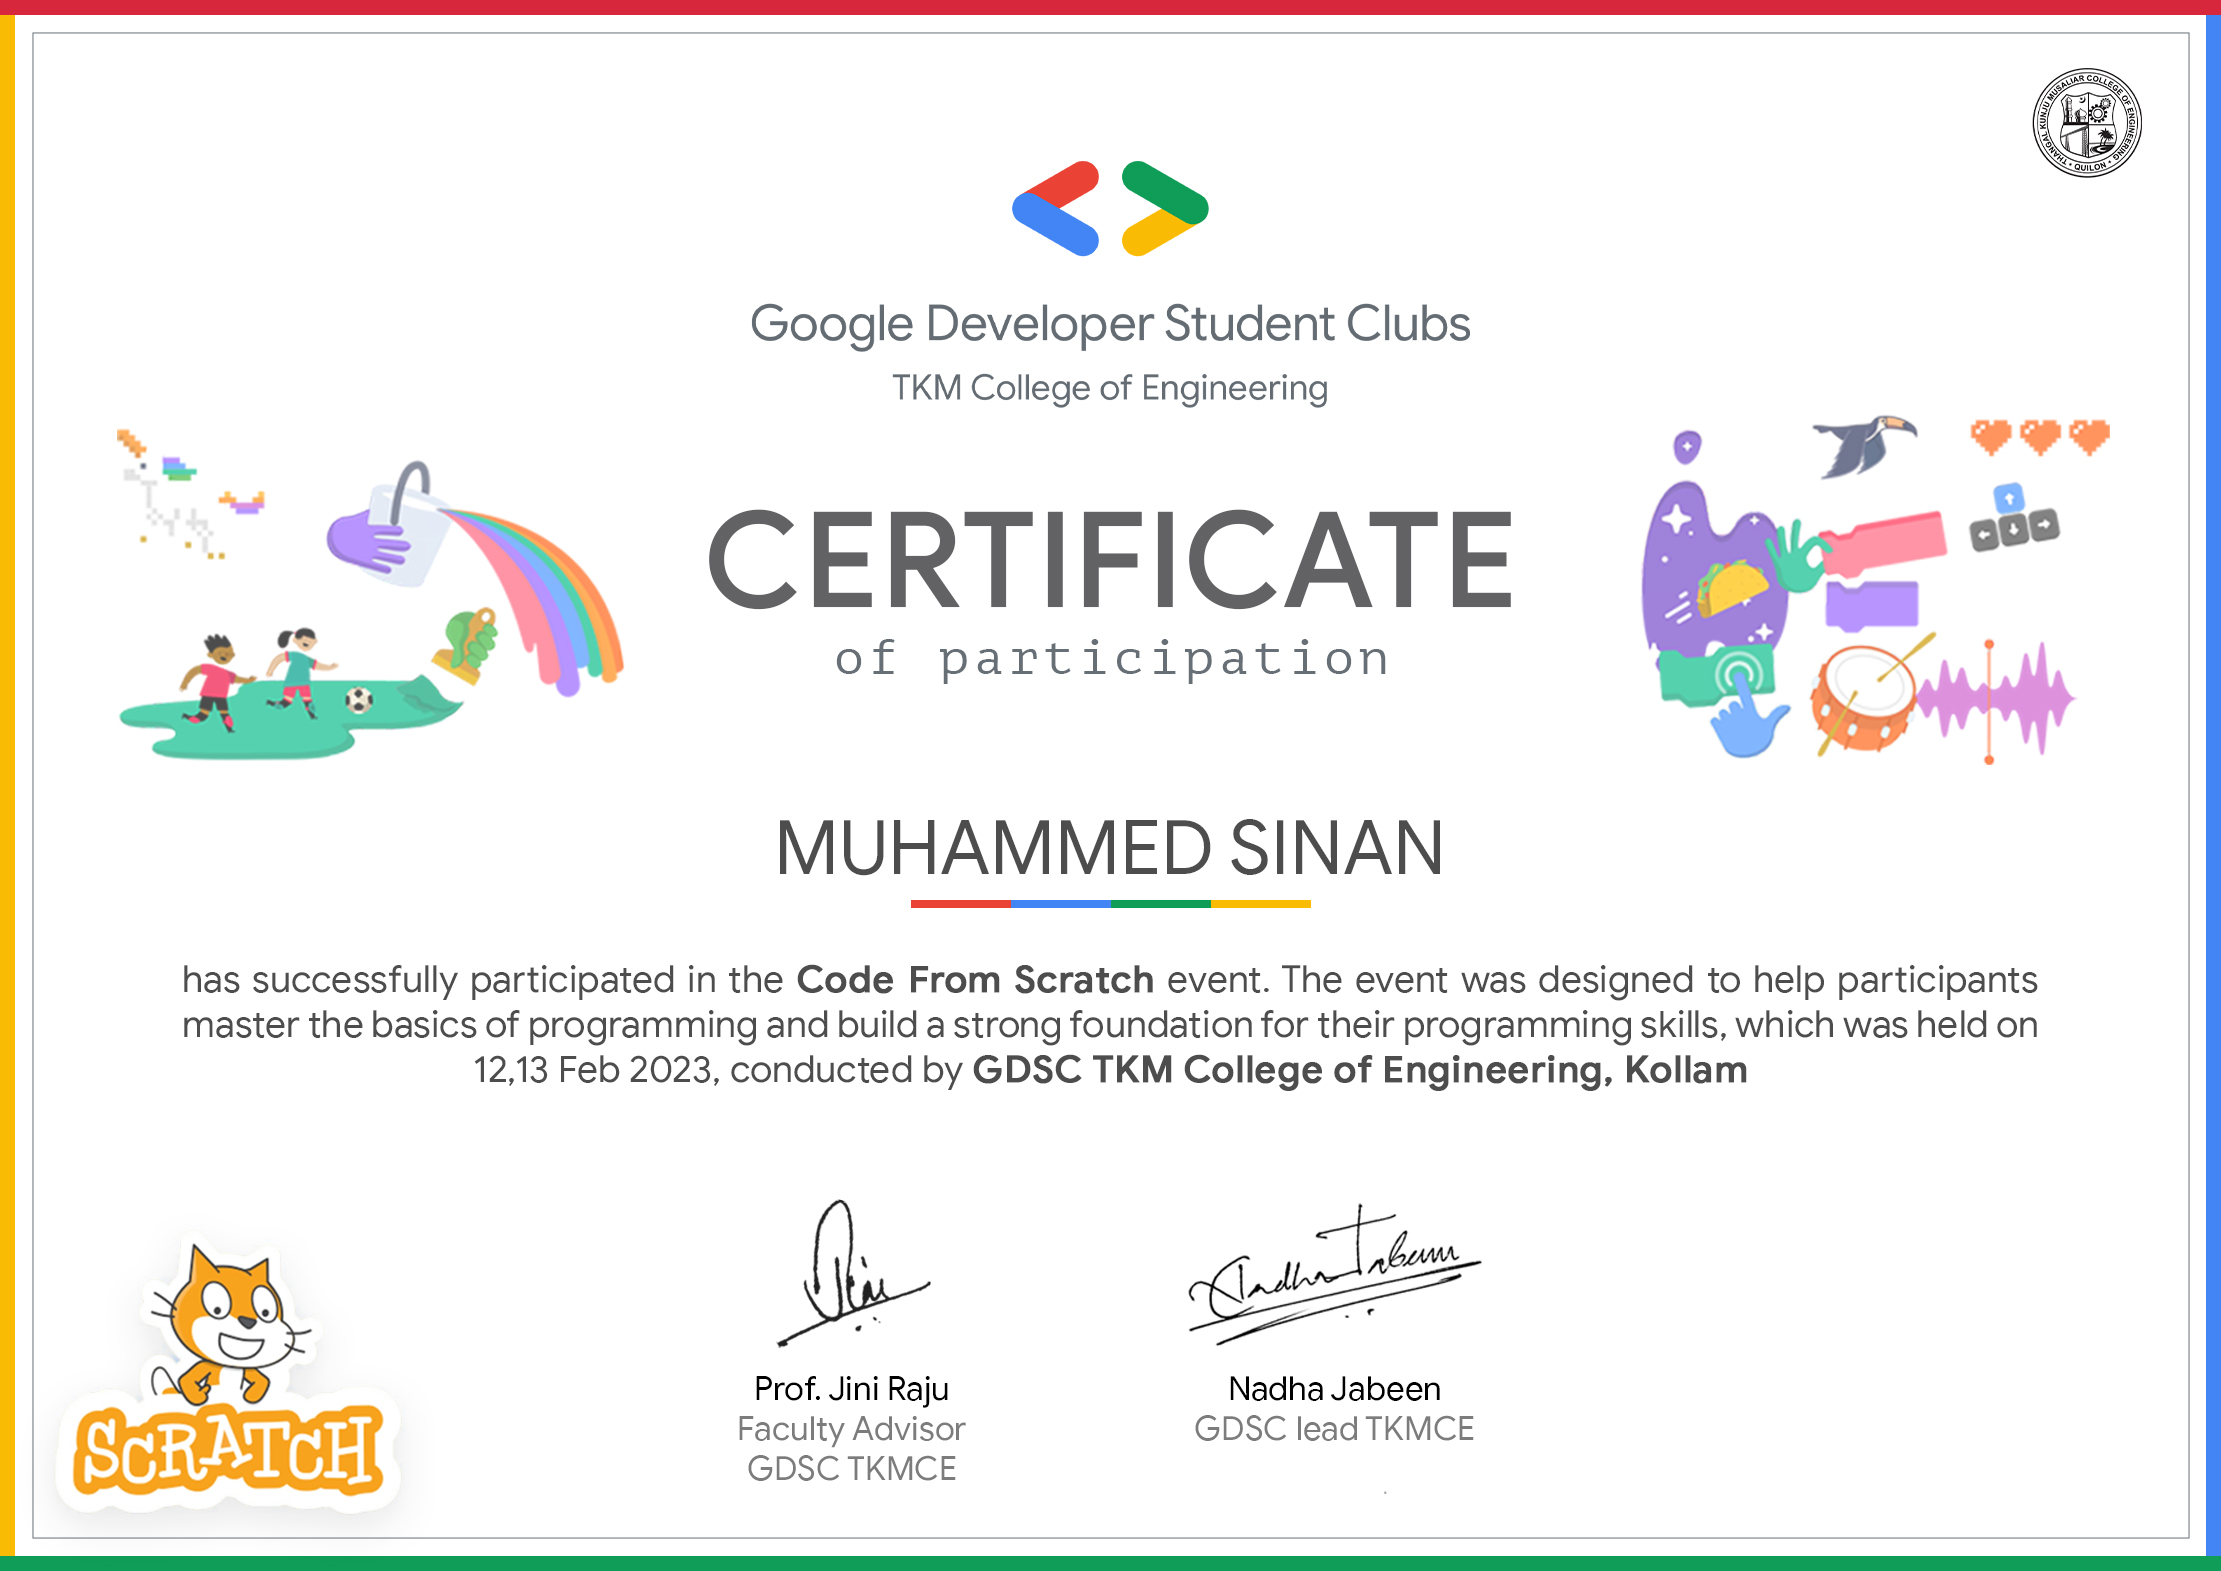 THANGAL KUNJU MUSALIAR COLLEGE OF ENGINEERING
QUILON
Google Developer Student Clubs
TKM College of Engineering
CERTIFICATE
of participation
MUHAMMED SINAN
has successfully participated in the Code From Scratch event. The event was designed to help participants
master the basics of programming and build a strong foundation for their programming skills, which was held on
12,13 Feb 2023, conducted by GDSC TKM College of Engineering, Kollam
Nadha Jabeen
Prof. Jini Raju
Faculty Advisor
GDSC TKMCE
Nadha Jabeen
GDSC lead TKMCE
SCRATCH